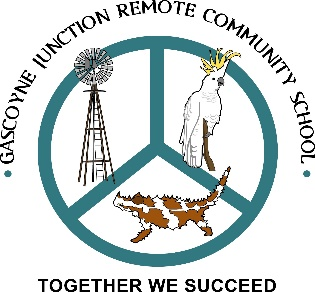 • GASCOYNE JUNCTION REMOTE COMMUNITY SCHOOL •
TOGETHER WE SUCCEED